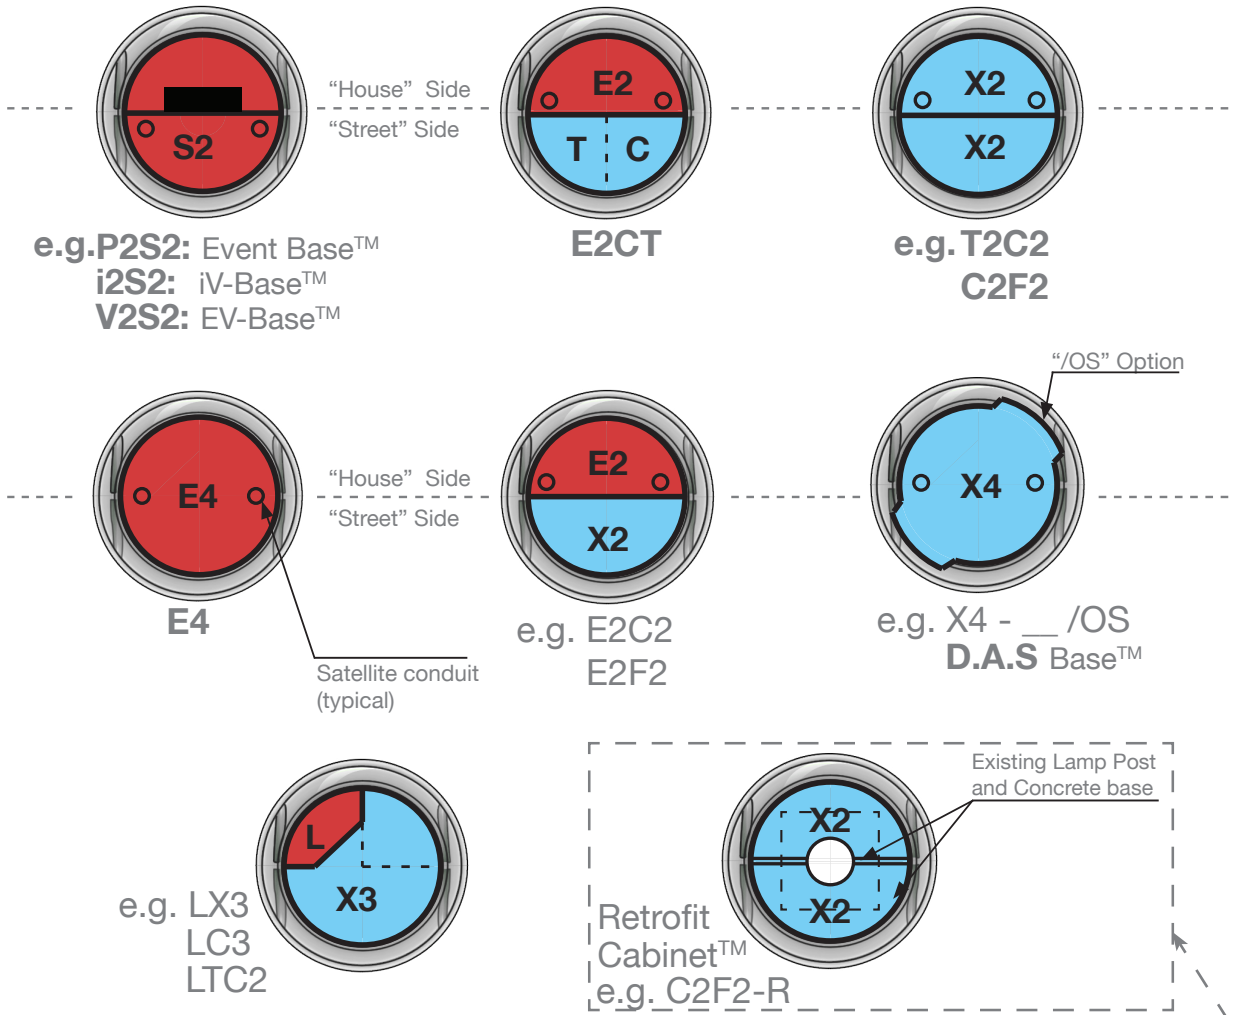 S2
"House" Side
"Street" Side
E2
T C
X2
X2
e.g.P2S2: Event Base™
i2S2: iV-Base™
V2S2: EV-Base™
E2CT
e.g. T2C2
C2F2
"/OS" Option
E4
"House" Side
"Street" Side
E2
X2
X4
E4
Satellite conduit
(typical)
e.g. E2C2
E2F2
e.g. X4 - __ /OS
D.A.S Base™
L
X3
e.g. LX3
LC3
LTC2
Existing Lamp Post
and Concrete base
X2
X2
Retrofit
Cabinet™
e.g. C2F2-R